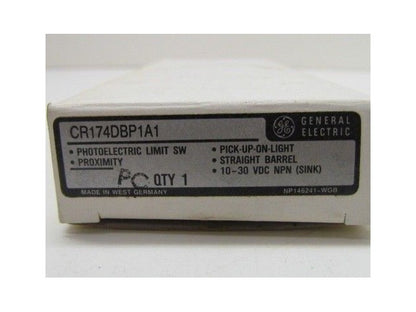 CR174DBP1A1
GENERAL ELECTRIC
• PHOTOELECTRIC LIMIT SW
• PROXIMITY
• PICK-UP-ON-LIGHT
• STRAIGHT BARREL
• 10-30 VDC NPN (SINK)
PC QTY 1
MADE IN WEST GERMANY
NP146241-WGB